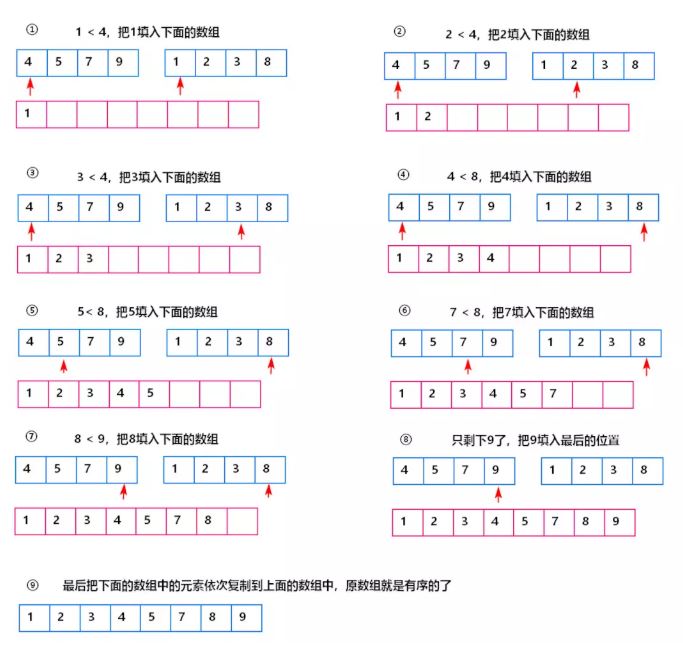 ① 1 < 4，把1填入下面的数组
4 5 7 9 1 2 3 8
1
② 2 < 4，把2填入下面的数组
4 5 7 9 1 2 3 8
1 2
③ 3 < 4，把3填入下面的数组
4 5 7 9 1 2 3 8
1 2 3
④ 4 < 8，把4填入下面的数组
4 5 7 9 1 2 3 8
1 2 3 4
⑤ 5< 8，把5填入下面的数组
4 5 7 9 1 2 3 8
1 2 3 4 5
⑥ 7 < 8，把7填入下面的数组
4 5 7 9 1 2 3 8
1 2 3 4 5 7
⑦ 8 < 9，把8填入下面的数组
4 5 7 9 1 2 3 8
1 2 3 4 5 7 8
⑧ 只剩下9了，把9填入最后的位置
4 5 7 9 1 2 3 8
1 2 3 4 5 7 8 9
⑨ 最后把下面的数组中的元素依次复制到上面的数组中，原数组就是有序的了
1 2 3 4 5 7 8 9